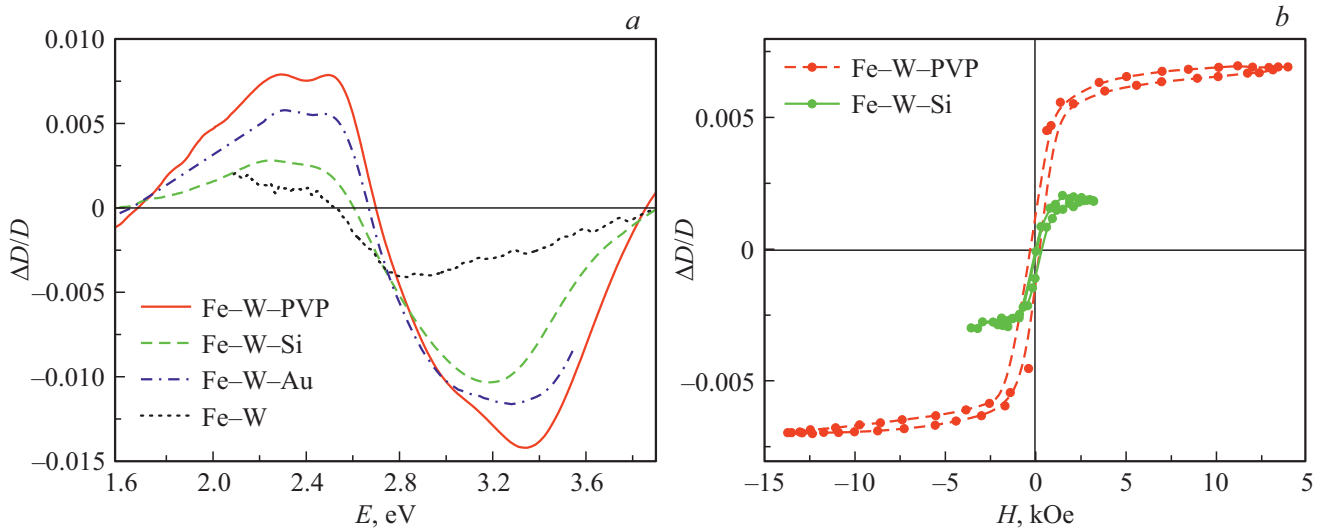 a
0.010
0.005
0
–0.005
–0.010
–0.015
ΔD/D
Fe–W–PVP
Fe–W–Si
Fe–W–Au
Fe–W
1.6 2.0 2.4 2.8 3.2 3.6
E, eV
b
Fe–W–PVP
Fe–W–Si
0.005
0
–0.005
ΔD/D
–15 –10 –5 0 5 10 15
H, kOe